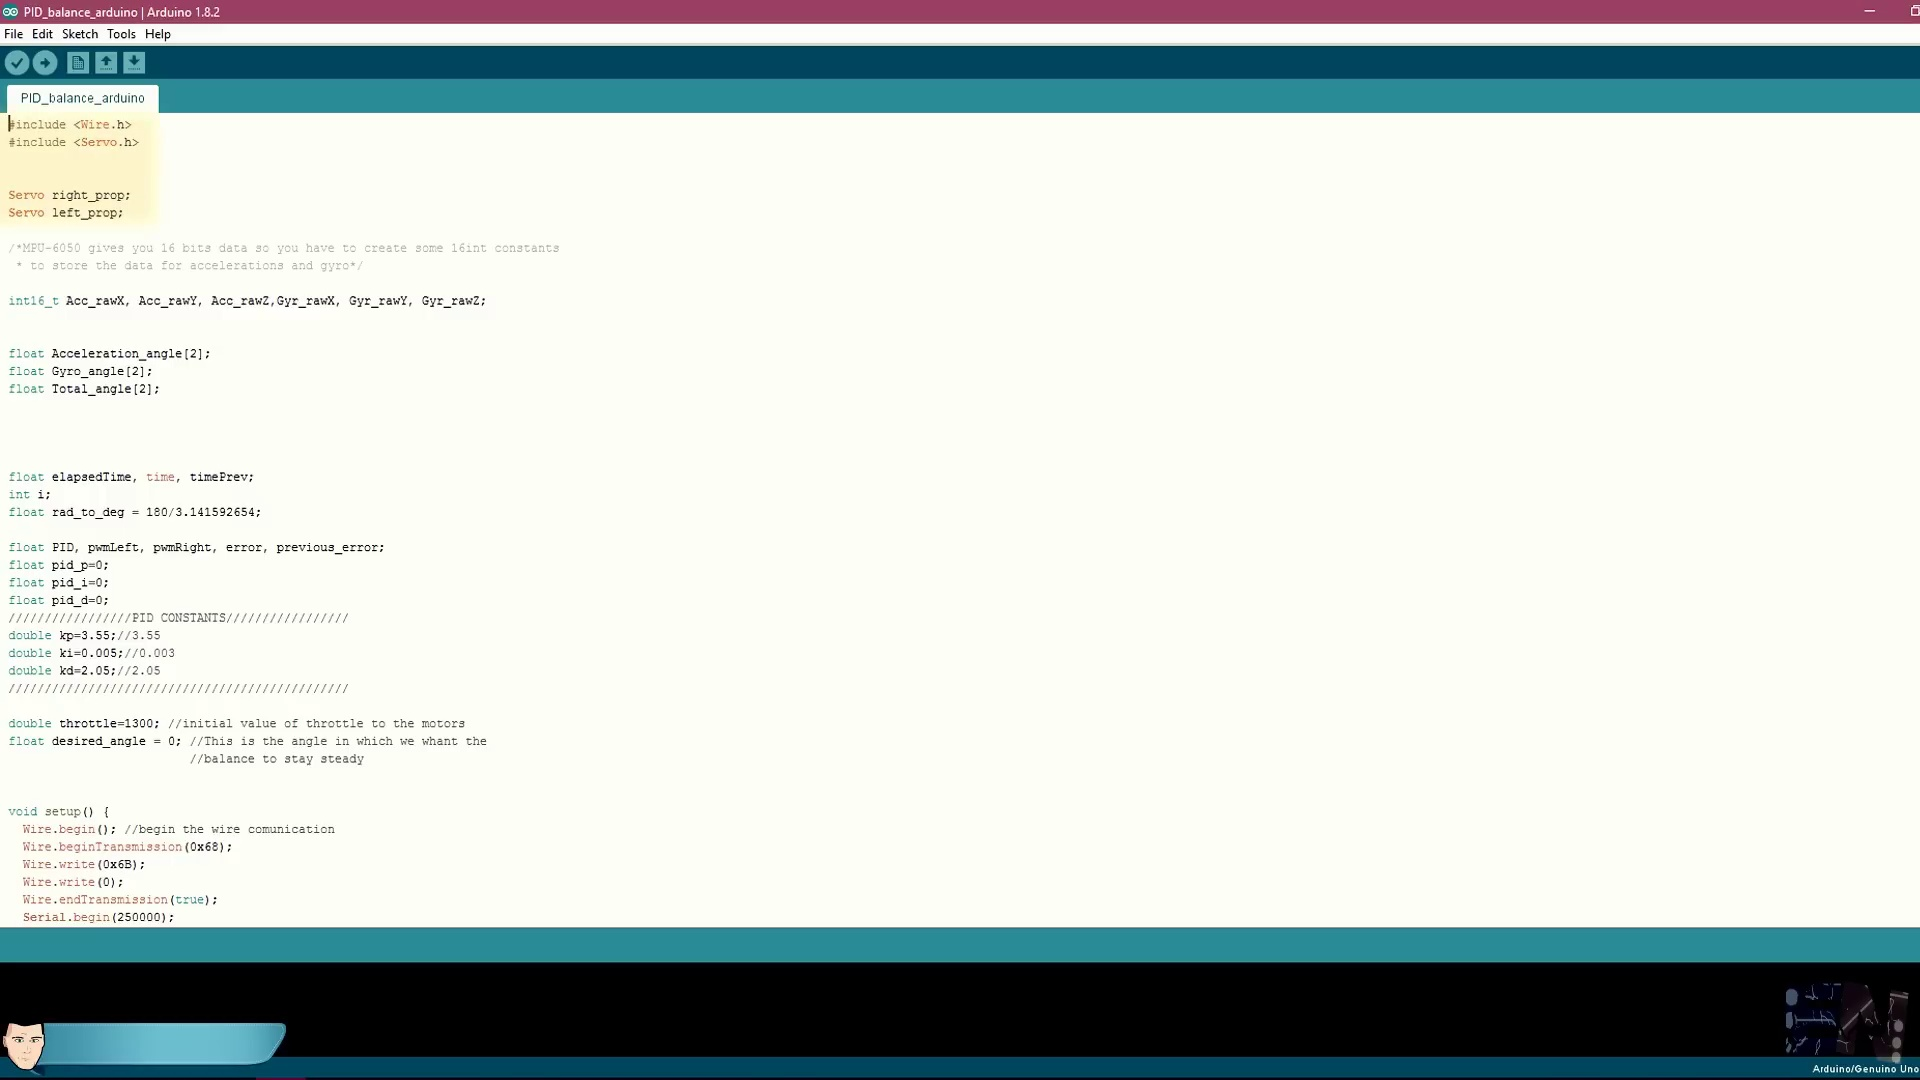 PID_balance_arduino | Arduino 1.8.2
File Edit Sketch Tools Help
PID_balance_arduino
#include <Wire.h>
#include <Servo.h>
Servo right_prop;
Servo left_prop;
/*MPU-6050 gives you 16 bits data so you have to create some 16int constants
* to store the data for accelerations and gyro*/
int16_t Acc_rawX, Acc_rawY, Acc_rawZ,Gyr_rawX, Gyr_rawY, Gyr_rawZ;
float Acceleration_angle[2];
float Gyro_angle[2];
float Total_angle[2];
float elapsedTime, time, timePrev;
int i;
float rad_to_deg = 180/3.141592654;
float PID, pwmLeft, pwmRight, error, previous_error;
float pid_p=0;
float pid_i=0;
float pid_d=0;
/////////////////PID CONSTANTS/////////////////
double kp=3.55;//3.55
double ki=0.005;//0.003
double kd=2.05;//2.05
///////////////////////////////////////////////
double throttle=1300; //initial value of throttle to the motors
float desired_angle = 0; //This is the angle in which we whant the
//balance to stay steady
void setup() {
Wire.begin(); //begin the wire comunication
Wire.beginTransmission(0x68);
Wire.write(0x6B);
Wire.write(0);
Wire.endTransmission(true);
Serial.begin(250000);
Arduino/Genuino Uno